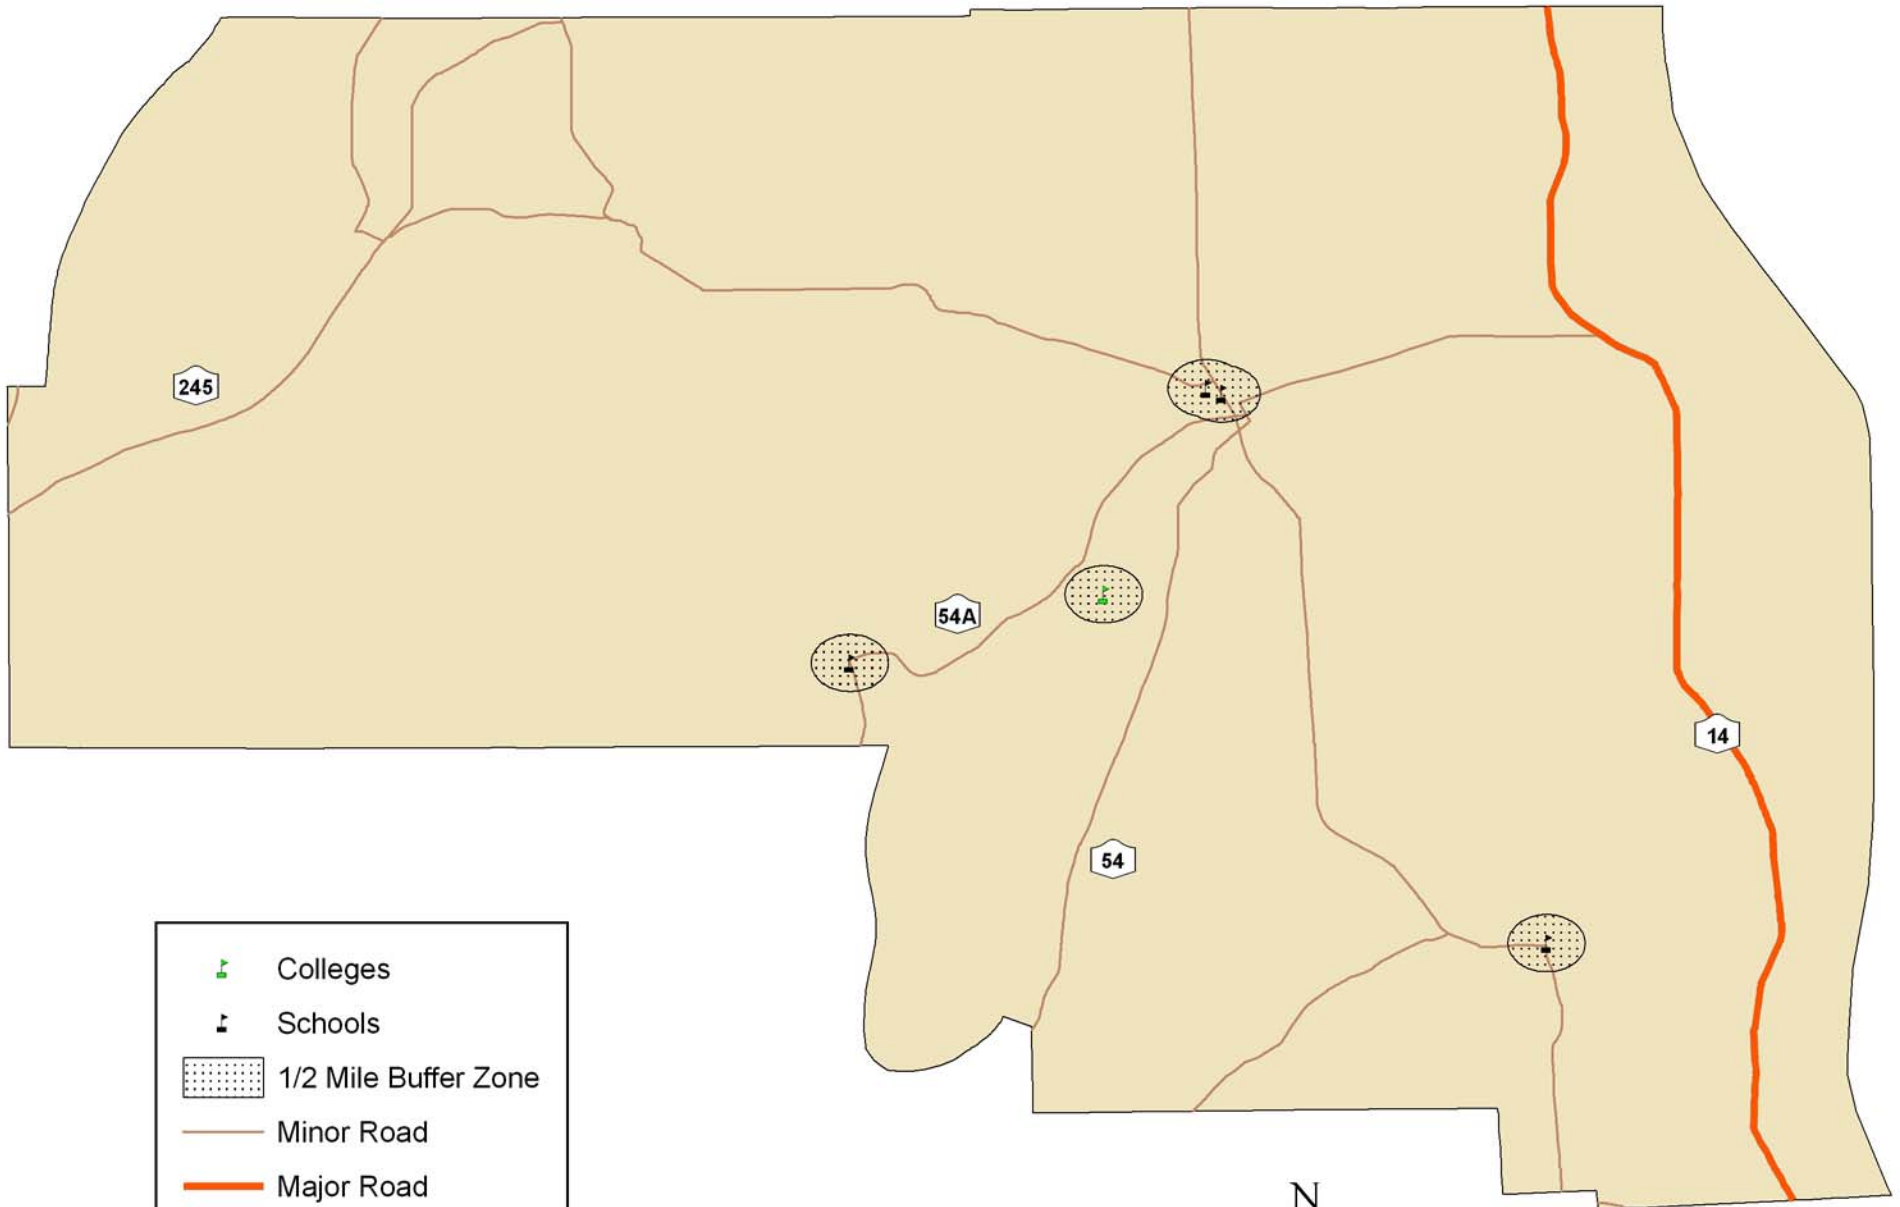 245
54A
14
54
Colleges
Schools
1/2 Mile Buffer Zone
Minor Road
Major Road
N